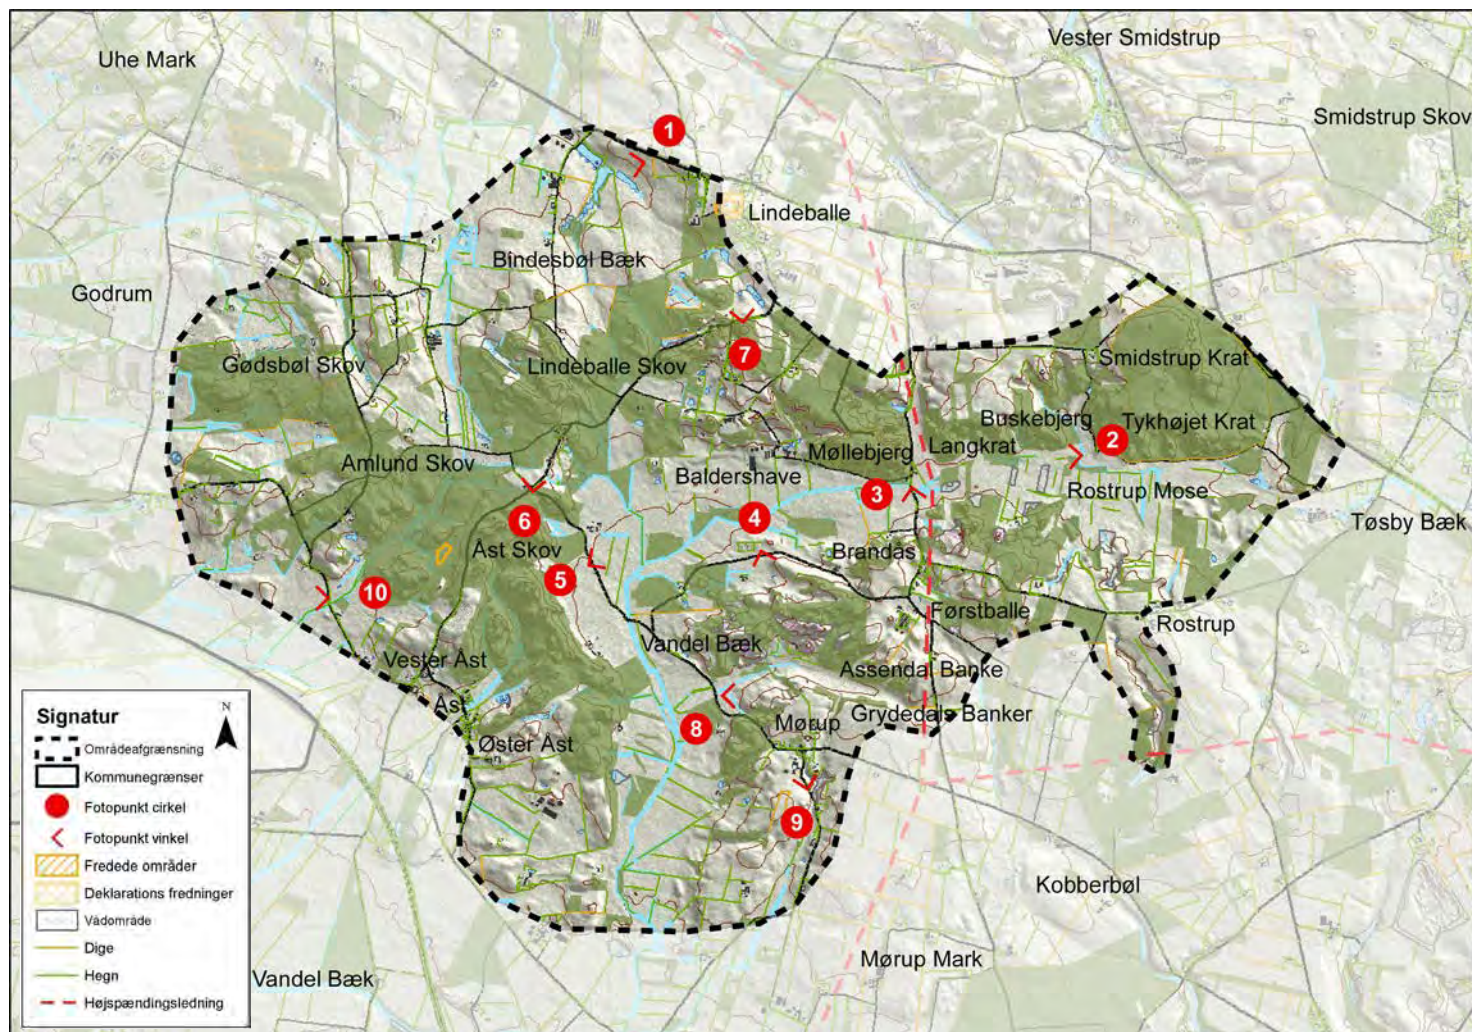 Uhe Mark
Vester Smidstrup
Smidstrup Skov
1
Lindeballe
Bindesbøl Bæk
Godrum
7
Gødsbøl Skov
Lindeballe Skov
Smidstrup Krat
Buskebjerg
Tykhøjet Krat
2
Møllebjerg
Langkrat
Amlund Skov
Baldershave
Rostrup Mose
3
4
Tøsby Bæk
6
Åst Skov
Brandås
5
10
Førstballe
Rostrup
Vandel Bæk
Vester Åst
Assendal Banke
Åst
Grydedals Banker
Mørup
8
Øster Åst
9
Kobberbøl
Mørup Mark
Vandel Bæk
Signatur
N
Områdeafgrænsning
Kommunegrænser
Fotopunkt cirkel
Fotopunkt vinkel
Fredede områder
Deklarations fredninger
Vådområde
Dige
Hegn
Højspændingsledning